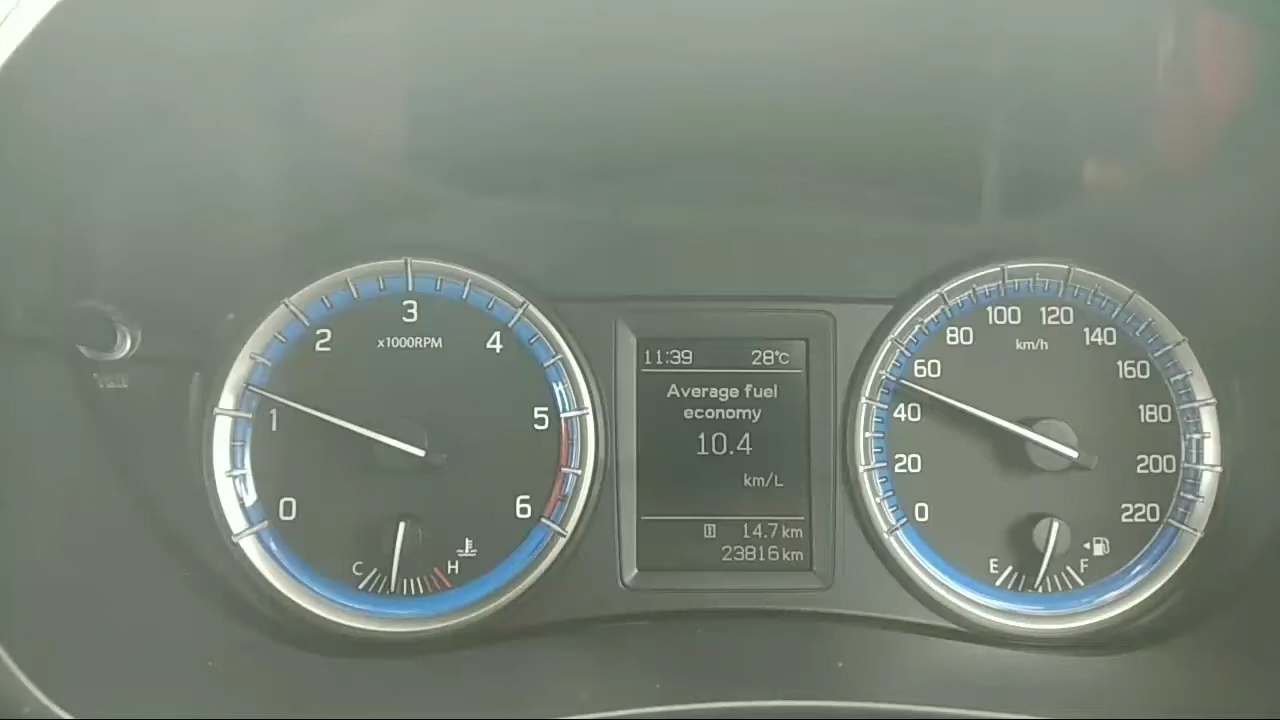 3
2
x1000RPM
4
1
5
0
6
C
H
11:39 28°C
Average fuel
economy
10.4
km/L
14.7 km
23816 km
100 120
80
km/h
140
60
160
40
180
20
200
0
220
E
F